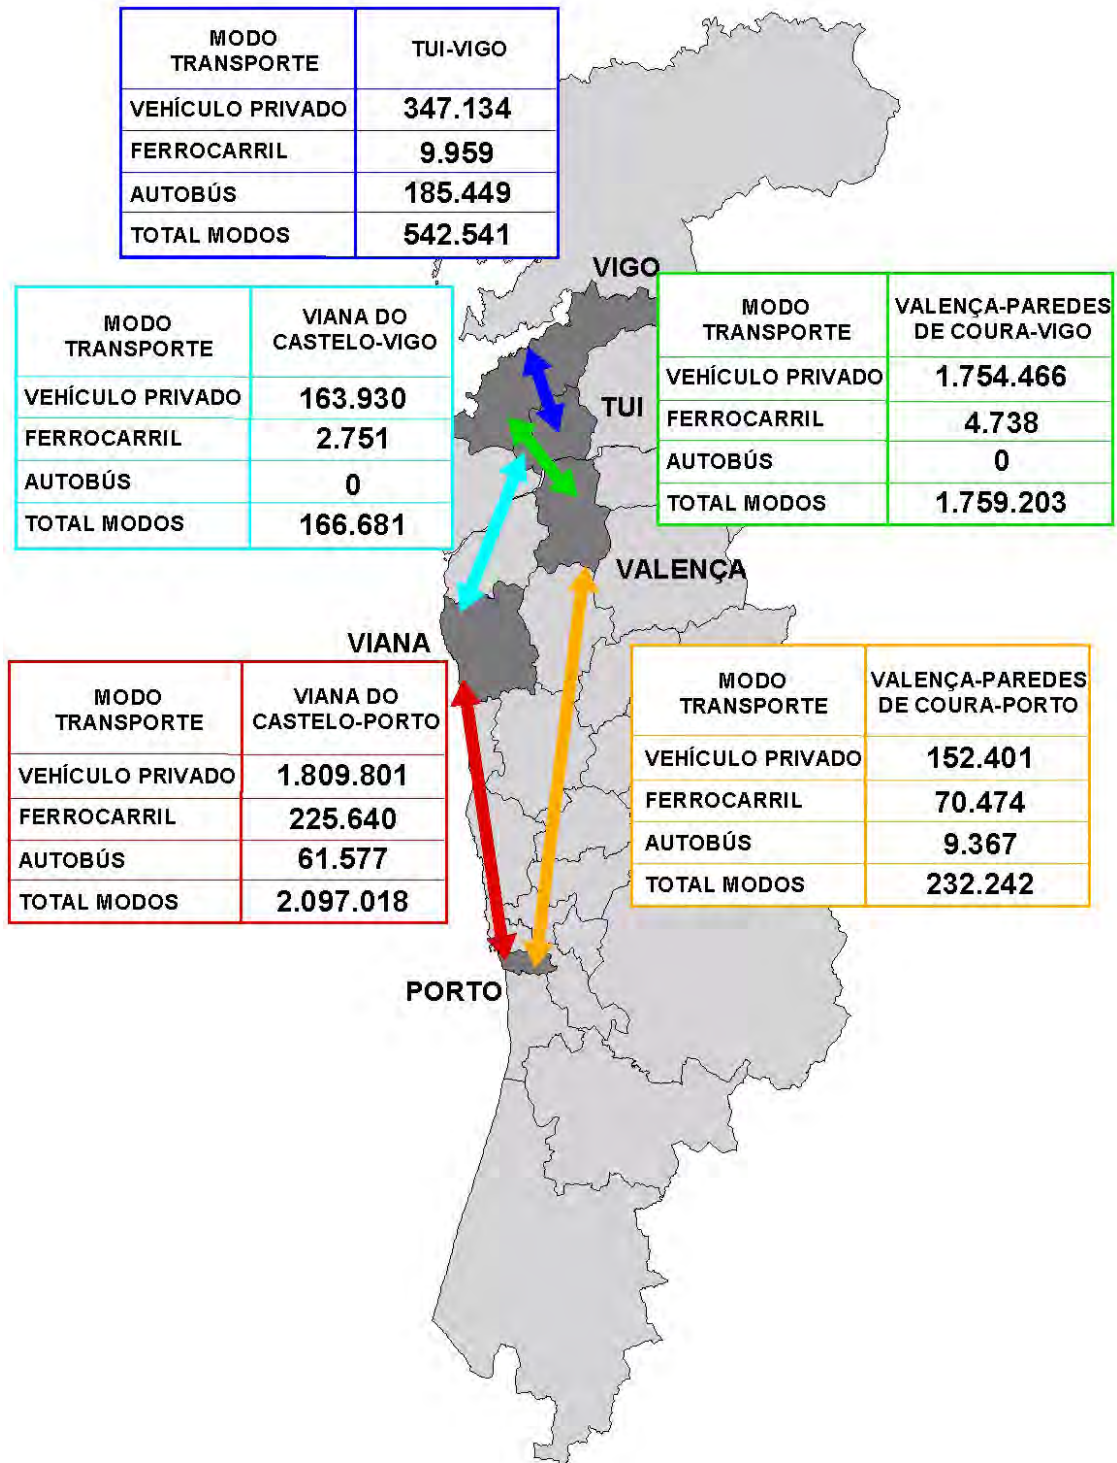 MODO
TRANSPORTE
TUI-VIGO
VEHÍCULO PRIVADO 347.134
FERROCARRIL 9.959
AUTOBÚS 185.449
TOTAL MODOS 542.541
VIGO
MODO
TRANSPORTE
VIANA DO
CASTELO-VIGO
VEHÍCULO PRIVADO 163.930
FERROCARRIL 2.751
AUTOBÚS 0
TOTAL MODOS 166.681
MODO
TRANSPORTE
VALENÇA-PAREDES
DE COURA-VIGO
VEHÍCULO PRIVADO 1.754.466
FERROCARRIL 4.738
AUTOBÚS 0
TOTAL MODOS 1.759.203
TUI
VALENÇA
VIANA
MODO
TRANSPORTE
VIANA DO
CASTELO-PORTO
VEHÍCULO PRIVADO 1.809.801
FERROCARRIL 225.640
AUTOBÚS 61.577
TOTAL MODOS 2.097.018
MODO
TRANSPORTE
VALENÇA-PAREDES
DE COURA-PORTO
VEHÍCULO PRIVADO 152.401
FERROCARRIL 70.474
AUTOBÚS 9.367
TOTAL MODOS 232.242
PORTO